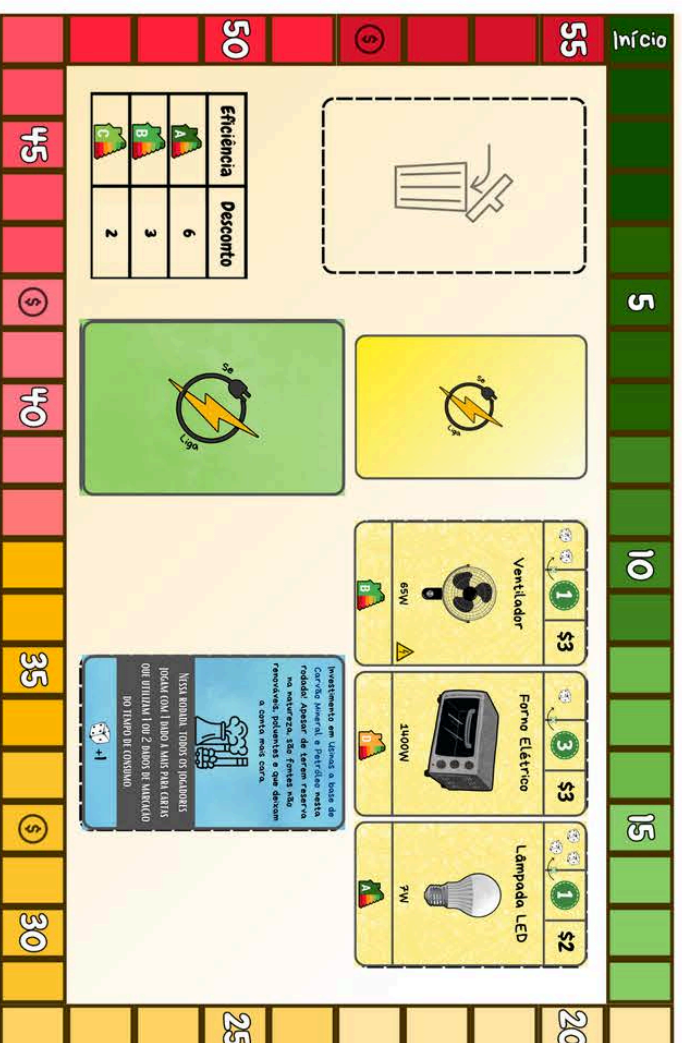 Início
5
10
15
20
25
30
35
40
45
50
55
$
$
$
Eficiência Desconto
A 6
B 3
C 2
Se
Liga
Se
Liga
1 $3
Ventilador
65W
B
3 $3
Forno Elétrico
1400W
D
1 $2
Lâmpada LED
7W
A
Investimento em Usinas a base de
Carvão Mineral e Petróleo nesta
rodada! Apesar de terem reserva
na natureza, são fontes não
renováveis, poluentes e que deixam
a conta mais cara.
NESSA RODADA, TODOS OS JOGADORES
JOGAM COM 1 DADO A MAIS PARA CARTAS
QUE UTILIZAM 1 OU 2 DADOS DE MARCAÇÃO
DO TEMPO DE CONSUMO.
+1